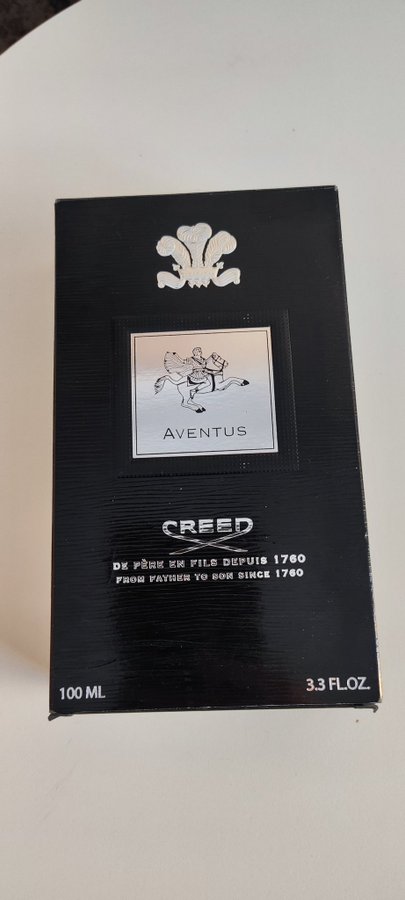 AVENTUS
CREED
DE PÈRE EN FILS DEPUIS 1760
FROM FATHER TO SON SINCE 1760
100 ML
3.3 FL.OZ.